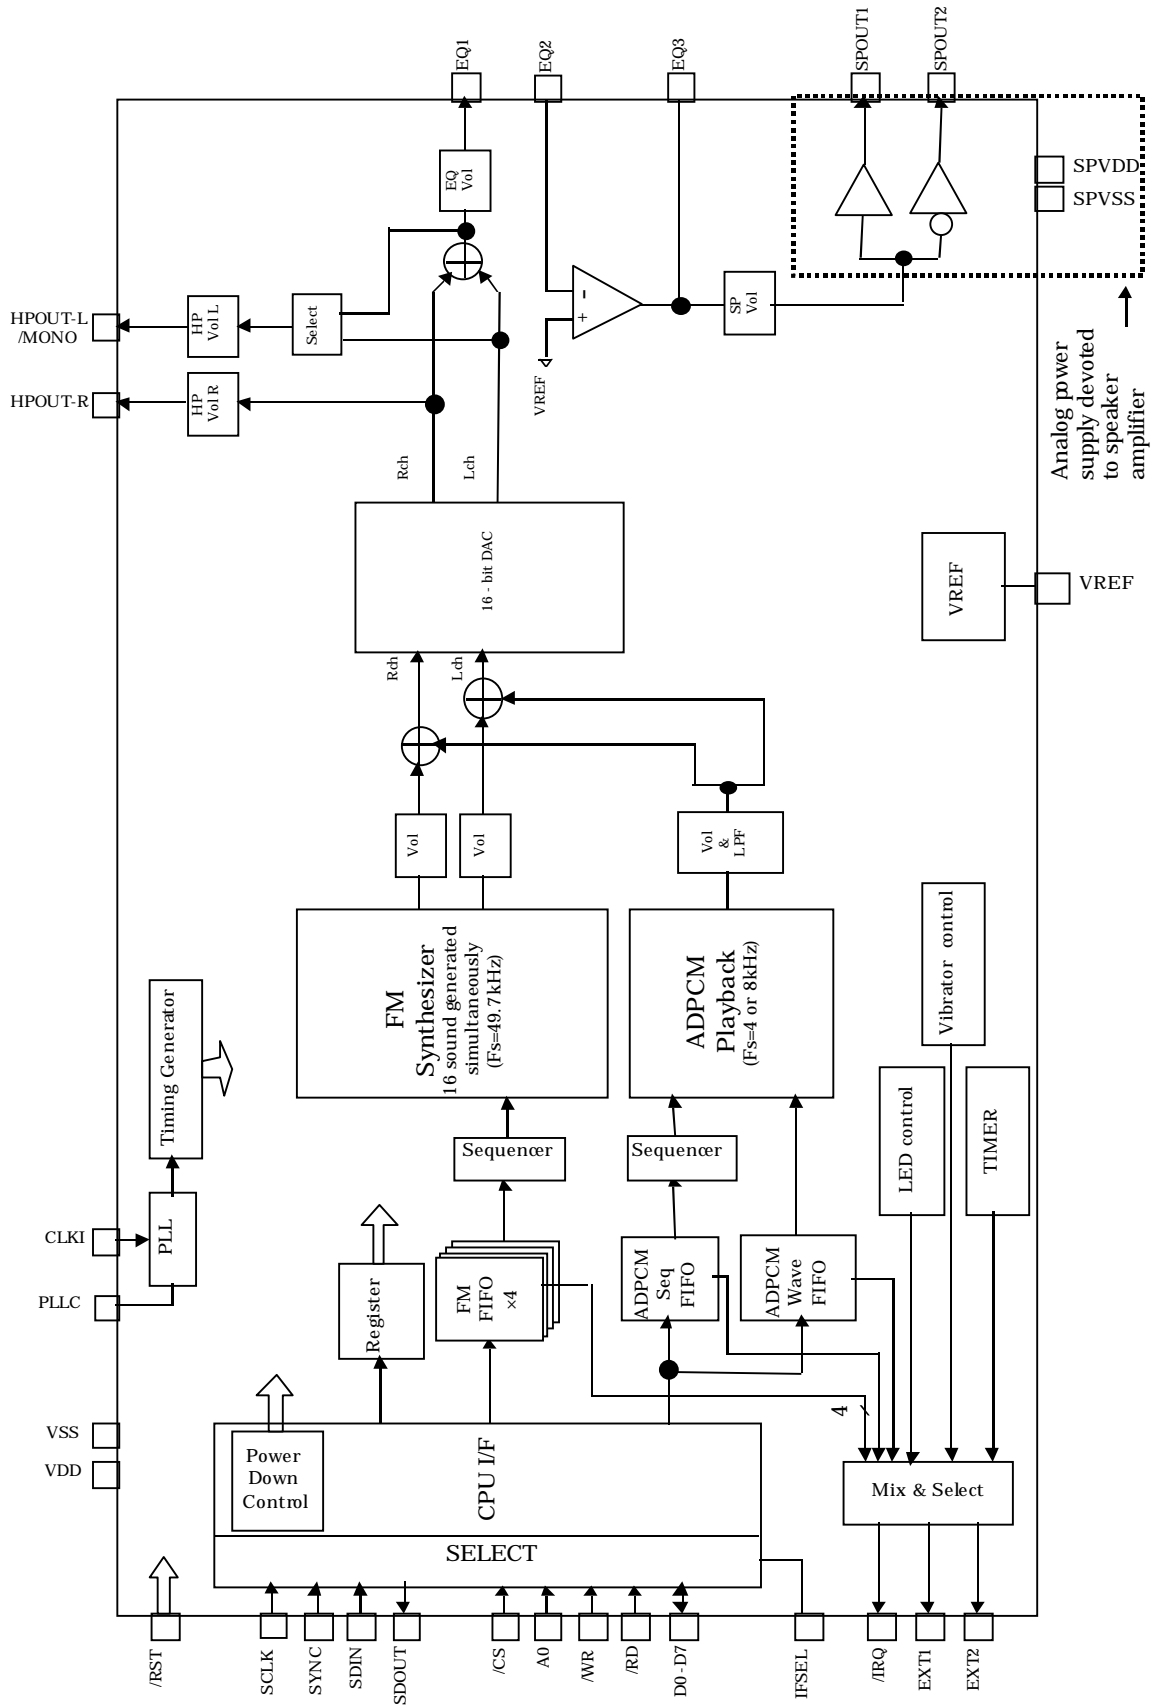 EQ1
EQ2
EQ3
SPOUT1
SPOUT2
EQ
Vol
SPVDD
SPVSS
HPOUT-L
/MONO
HP
Vol L
Select
SP
Vol
-
+
VREF
HPOUT-R
HP
Vol R
Analog power
supply devoted
to speaker
amplifier
Rch
Lch
16 - bit DAC
VREF
VREF
Rch
Lch
Vol
Vol
Vol
&
LPF
FM
Synthesizer
16 sound generated
simultaneously
(Fs=49.7kHz)
ADPCM
Playback
(Fs=4 or 8kHz)
Vibrator control
Timing Generator
LED control
TIMER
Sequencer
Sequencer
CLKI
PLL
PLLC
Register
FM
FIFO
×4
ADPCM
Seq
FIFO
ADPCM
Wave
FIFO
4
VSS
VDD
Power
Down
Control
CPU I/F
Mix & Select
SELECT
/RST
SCLK
SYNC
SDIN
SDOUT
/CS
A0
/WR
/RD
D0-D7
IFSEL
/IRQ
EXT1
EXT2